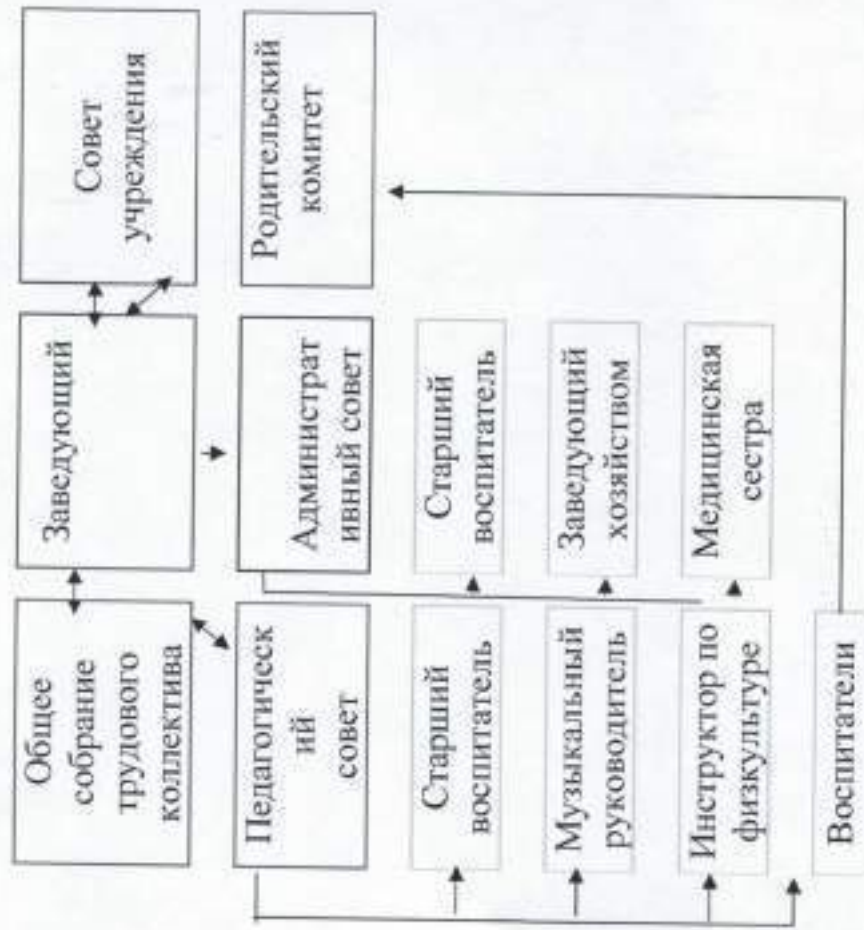 Общее
собрание
трудового
коллектива
Заведующий
Совет
учреждения
Педагогическ
ий
совет
Администрат
ивный совет
Родительский
комитет
Старший
воспитатель
Старший
воспитатель
Музыкальный
руководитель
Заведующий
хозяйством
Инструктор по
физкультуре
Медицинская
сестра
Воспитатели